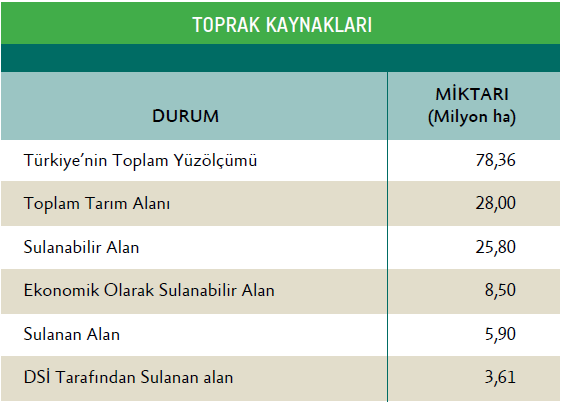 TOPRAK KAYNAKLARI
DURUM
MİKTARI
(Milyon ha)
Türkiye’nin Toplam Yüzölçümü 78,36
Toplam Tarım Alanı 28,00
Sulanabilir Alan 25,80
Ekonomik Olarak Sulanabilir Alan 8,50
Sulanan Alan 5,90
DSİ Tarafından Sulanan alan 3,61